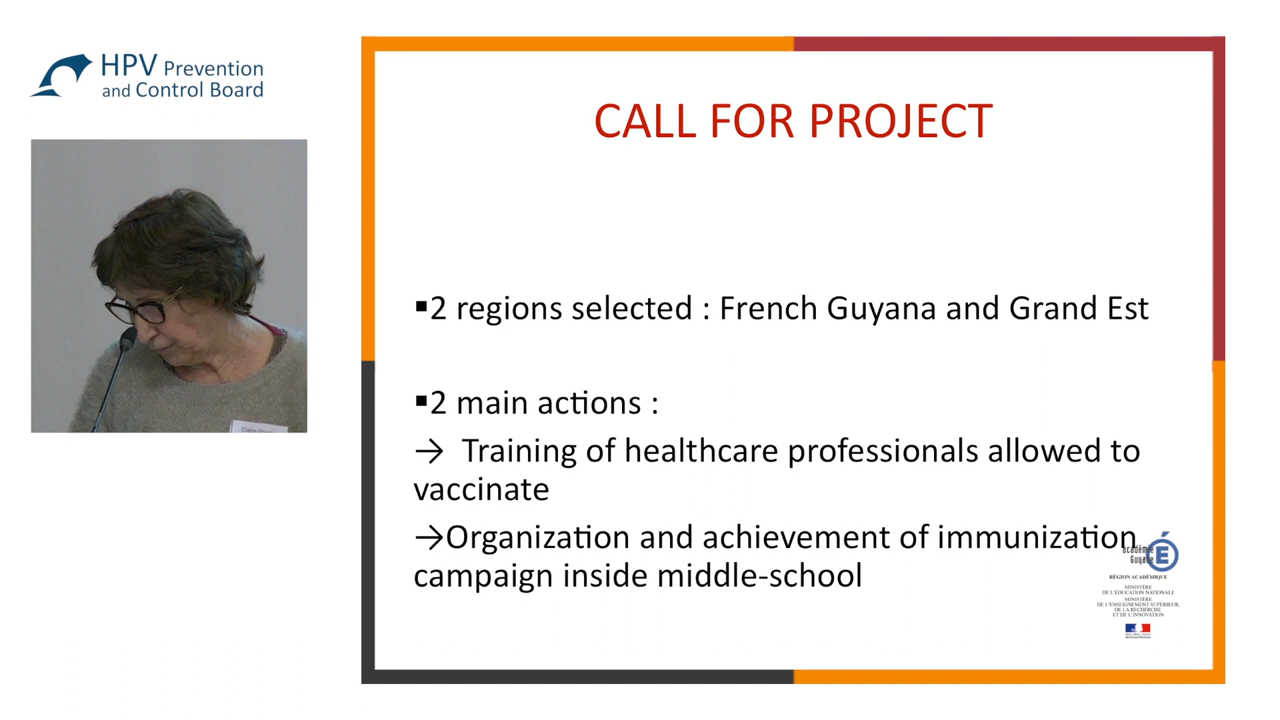 HPV Prevention
and Control Board
CALL FOR PROJECT
▪2 regions selected : French Guyana and Grand Est
▪2 main actions :
→ Training of healthcare professionals allowed to
vaccinate
→Organization and achievement of immunization
campaign inside middle-school
académie
Guyane
É
RÉGION ACADÉMIQUE
MINISTÈRE
DE L'ÉDUCATION NATIONALE
MINISTÈRE
DE L'ENSEIGNEMENT SUPÉRIEUR,
DE LA RECHERCHE
ET DE L'INNOVATION